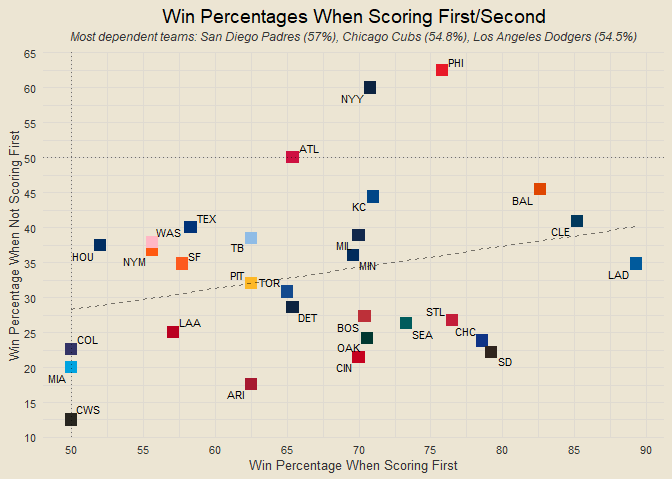 Win Percentages When Scoring First/Second
Most dependent teams: San Diego Padres (57%), Chicago Cubs (54.8%), Los Angeles Dodgers (54.5%)
Win Percentage When Not Scoring First
65
60
55
50
45
40
35
30
25
20
15
10
PHI
NYY
ATL
KC
BAL
TEX
WAS
HOU
NYM
SF
TB
MIL
MIN
CLE
LAD
PIT
TOR
DET
LAA
BOS
OAK
CIN
SEA
STL
CHC
SD
COL
MIA
ARI
CWS
50
55
60
65
70
75
80
85
90
Win Percentage When Scoring First